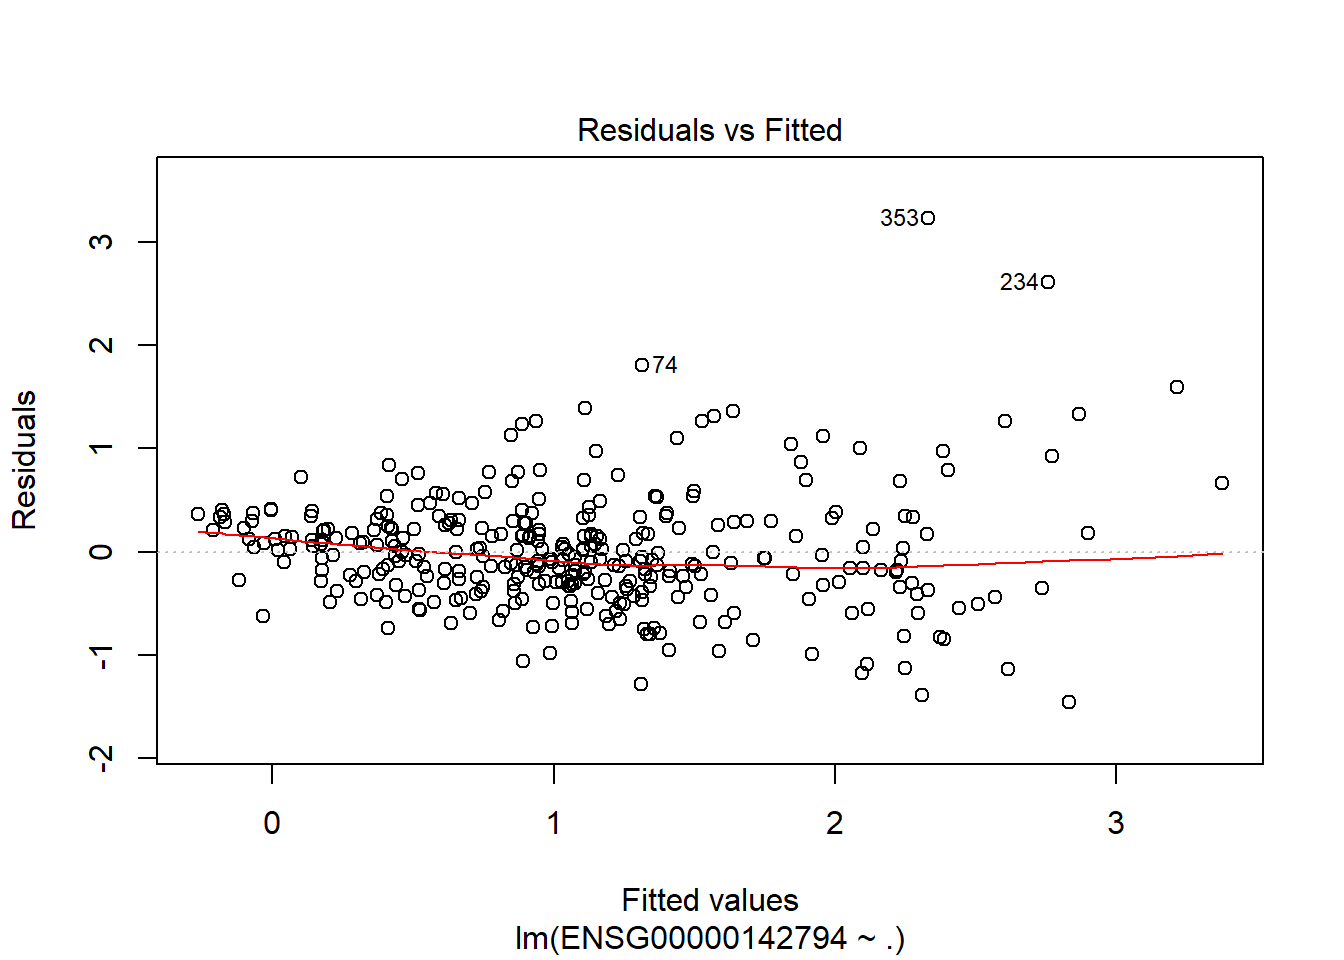 Residuals vs Fitted
353
234
74
Residuals
3
2
1
0
-1
-2
0 1 2 3
Fitted values
lm(ENSG00000142794 ~ .)